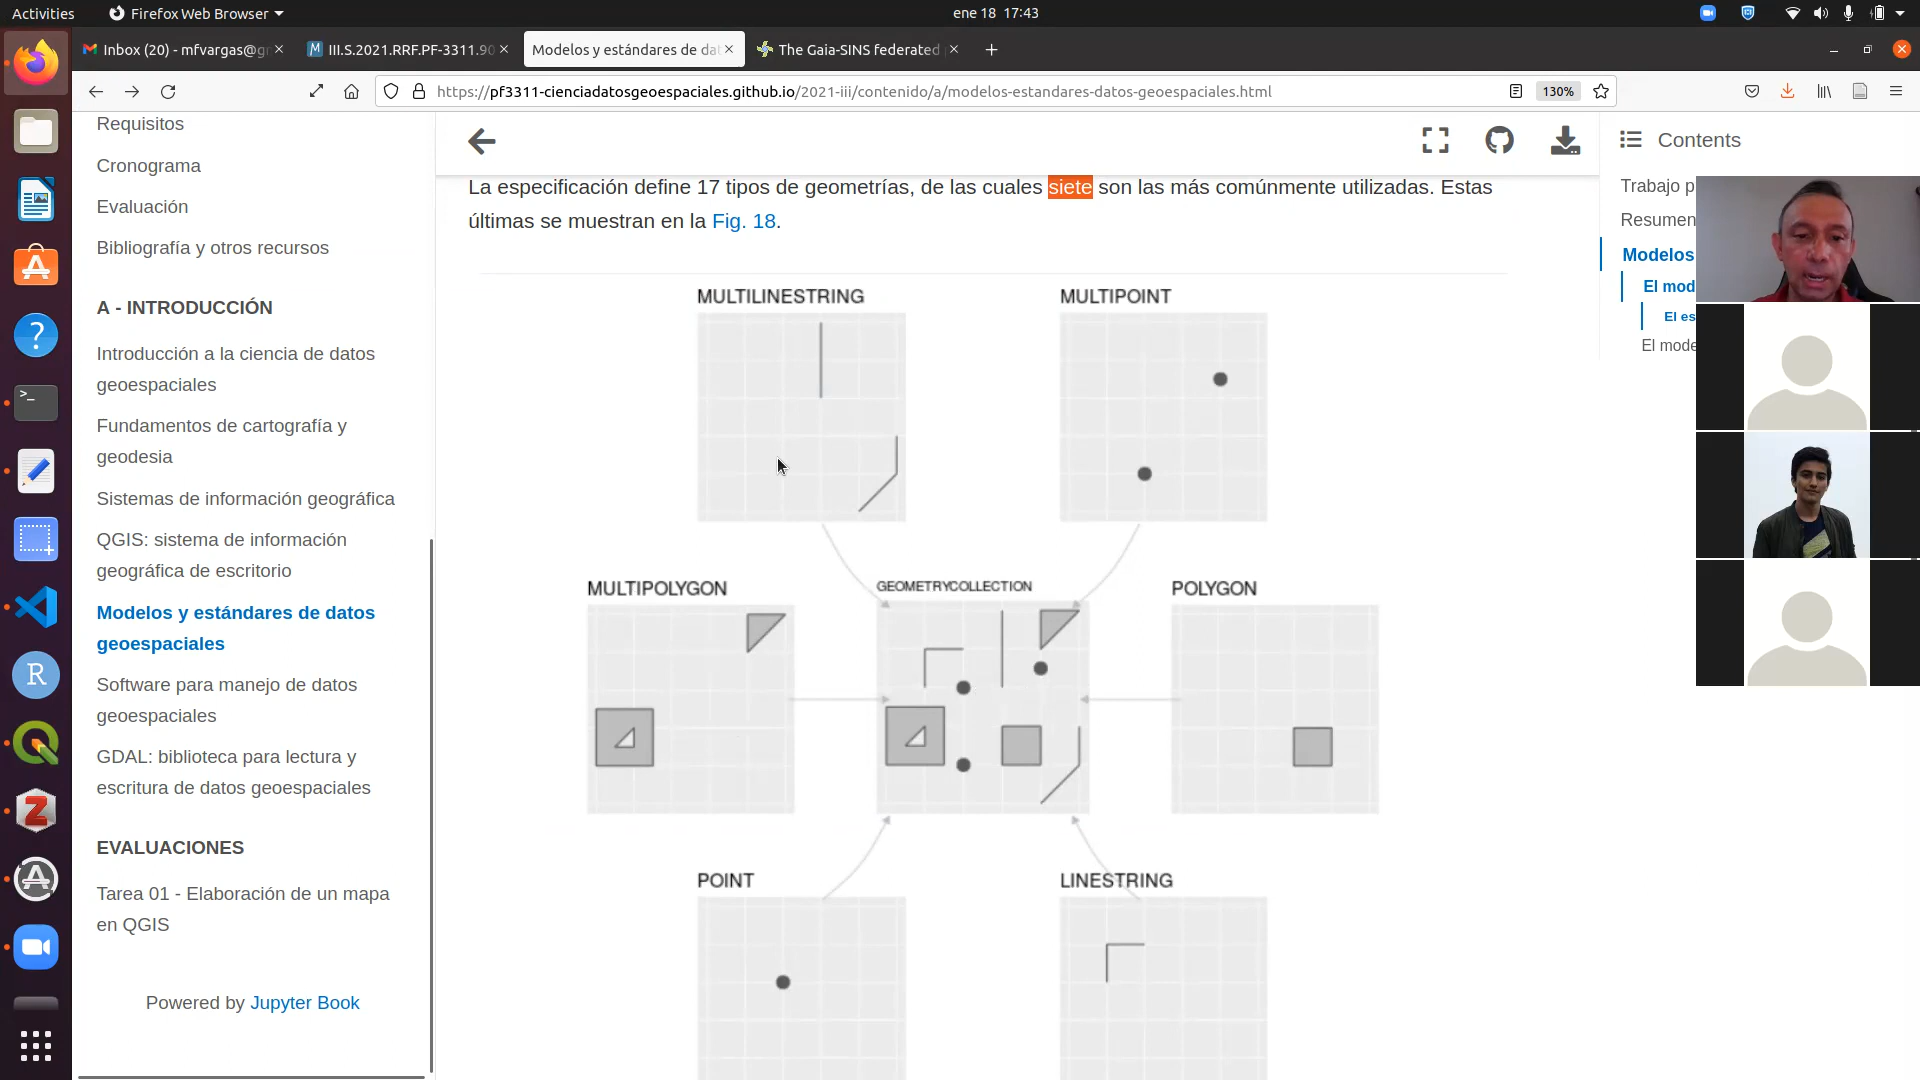 Activities
Firefox Web Browser
ene 18 17:43
Inbox (20) - mfvargas@g
III.S.2021.RRF.PF-3311.90
Modelos y estándares de dat
The Gaia-SINS federated
https://pf3311-cienciadatosgeoespaciales.github.io/2021-iii/contenido/a/modelos-estandares-datos-geoespaciales.html
130%
Requisitos
Cronograma
Evaluación
Bibliografía y otros recursos
A - INTRODUCCIÓN
Introducción a la ciencia de datos
geoespaciales
Fundamentos de cartografía y
geodesia
Sistemas de información geográfica
QGIS: sistema de información
geográfica de escritorio
Modelos y estándares de datos
geoespaciales
Software para manejo de datos
geoespaciales
GDAL: biblioteca para lectura y
escritura de datos geoespaciales
EVALUACIONES
Tarea 01 - Elaboración de un mapa
en QGIS
Powered by Jupyter Book
La especificación define 17 tipos de geometrías, de las cuales siete son las más comúnmente utilizadas. Estas
últimas se muestran en la Fig. 18.
MULTILINESTRING
MULTIPOINT
MULTIPOLYGON
GEOMETRYCOLLECTION
POLYGON
POINT
LINESTRING
Contents
Trabajo p
Resumen
Modelos
El mod
El es
El mode